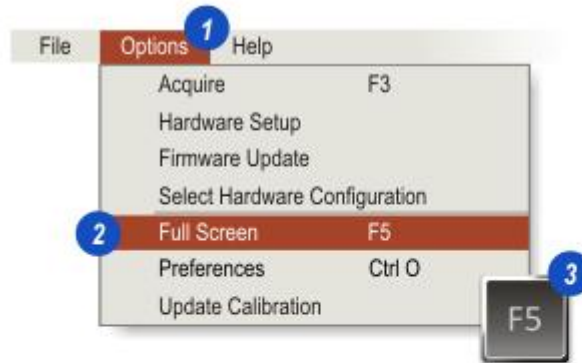 1
File Options Help
Acquire F3
Hardware Setup
Firmware Update
Select Hardware Configuration
2 Full Screen F5
Preferences Ctrl O
3
Update Calibration
F5